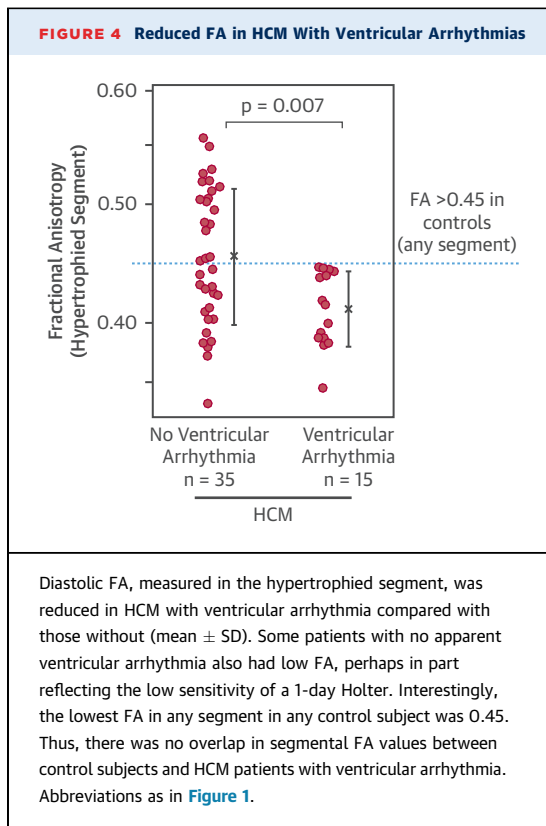 FIGURE 4 Reduced FA in HCM With Ventricular Arrhythmias
0.60
p = 0.007
0.50
FA >0.45 in
controls
(any segment)
Fractional Anisotropy
(Hypertrophied Segment)
0.40
No Ventricular
Arrhythmia
n = 35
Ventricular
Arrhythmia
n = 15
HCM
Diastolic FA, measured in the hypertrophied segment, was
reduced in HCM with ventricular arrhythmia compared with
those without (mean ± SD). Some patients with no apparent
ventricular arrhythmia also had low FA, perhaps in part
reflecting the low sensitivity of a 1-day Holter. Interestingly,
the lowest FA in any segment in any control subject was 0.45.
Thus, there was no overlap in segmental FA values between
control subjects and HCM patients with ventricular arrhythmia.
Abbreviations as in Figure 1.